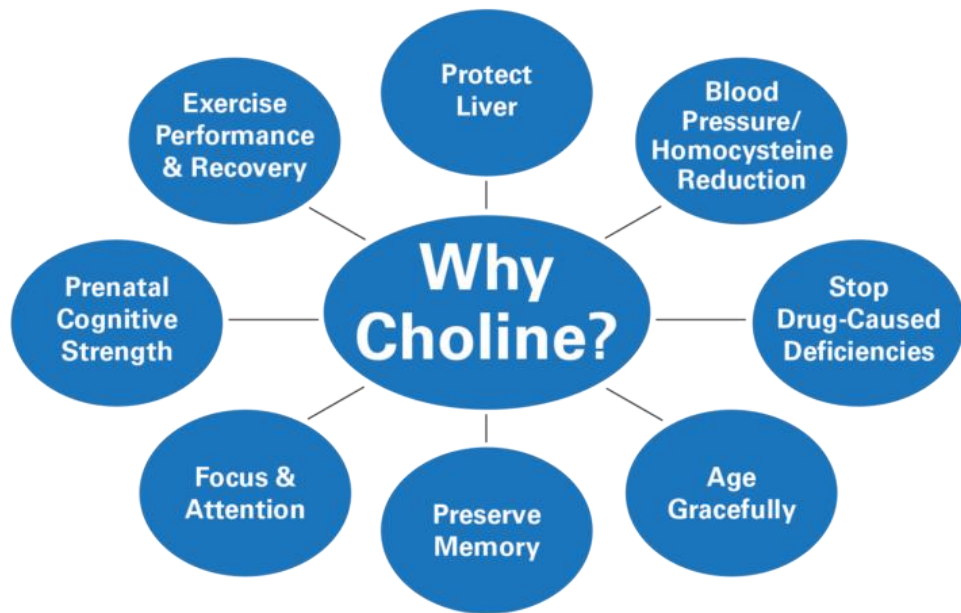 Why
Choline?
Protect
Liver
Blood
Pressure/
Homocysteine
Reduction
Stop
Drug-Caused
Deficiencies
Age
Gracefully
Preserve
Memory
Focus &
Attention
Prenatal
Cognitive
Strength
Exercise
Performance
& Recovery